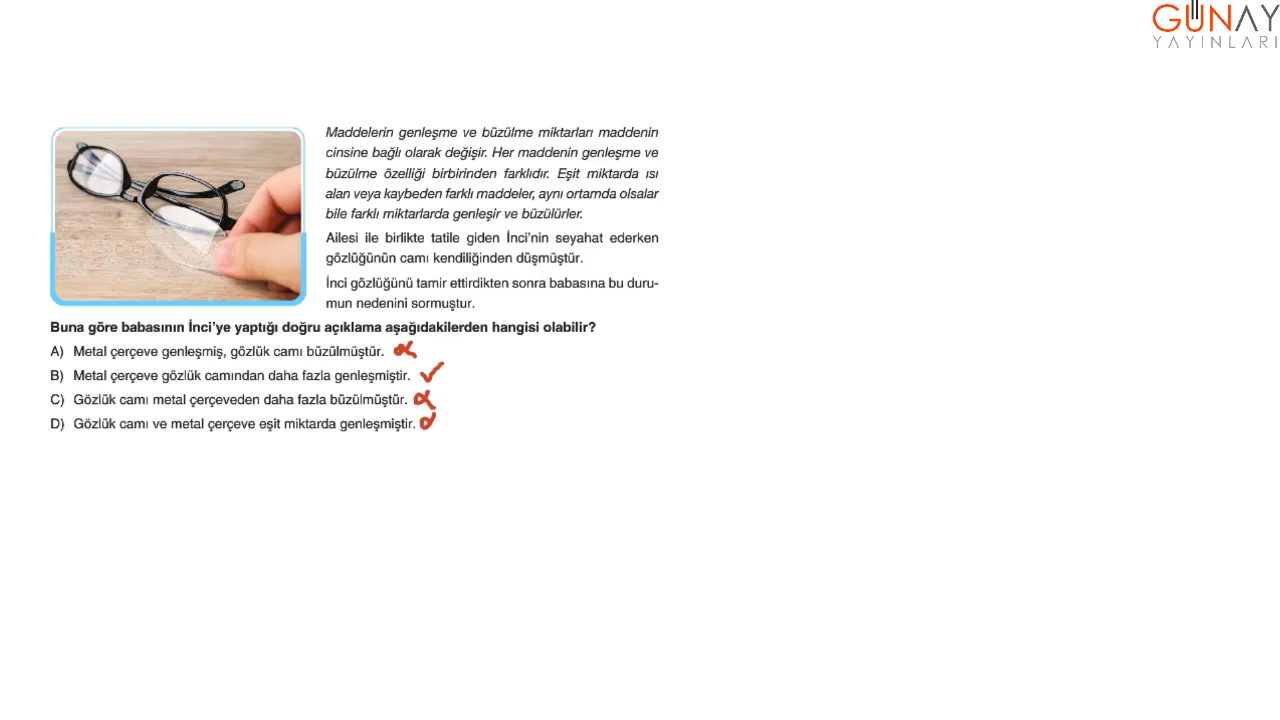 GÜNAY
YAYINLARI
Maddelerin genleşme ve büzülme miktarları maddenin
cinsine bağlı olarak değişir. Her maddenin genleşme ve
büzülme özelliği birbirinden farklıdır. Eşit miktarda ısı
alan veya kaybeden farklı maddeler, aynı ortamda olsalar
bile farklı miktarlarda genleşir ve büzülürler.
Ailesi ile birlikte tatile giden İnci'nin seyahat ederken
gözlüğünün camı kendiliğinden düşmüştür.
İnci gözlüğünü tamir ettirdikten sonra babasına bu duru-
mun nedenini sormuştur.
Buna göre babasının İnci'ye yaptığı doğru açıklama aşağıdakilerden hangisi olabilir?
A) Metal çerçeve genleşmiş, gözlük camı büzülmüştür.
B) Metal çerçeve gözlük camından daha fazla genleşmiştir.
C) Gözlük camı metal çerçeveden daha fazla büzülmüştür.
D) Gözlük camı ve metal çerçeve eşit miktarda genleşmiştir.